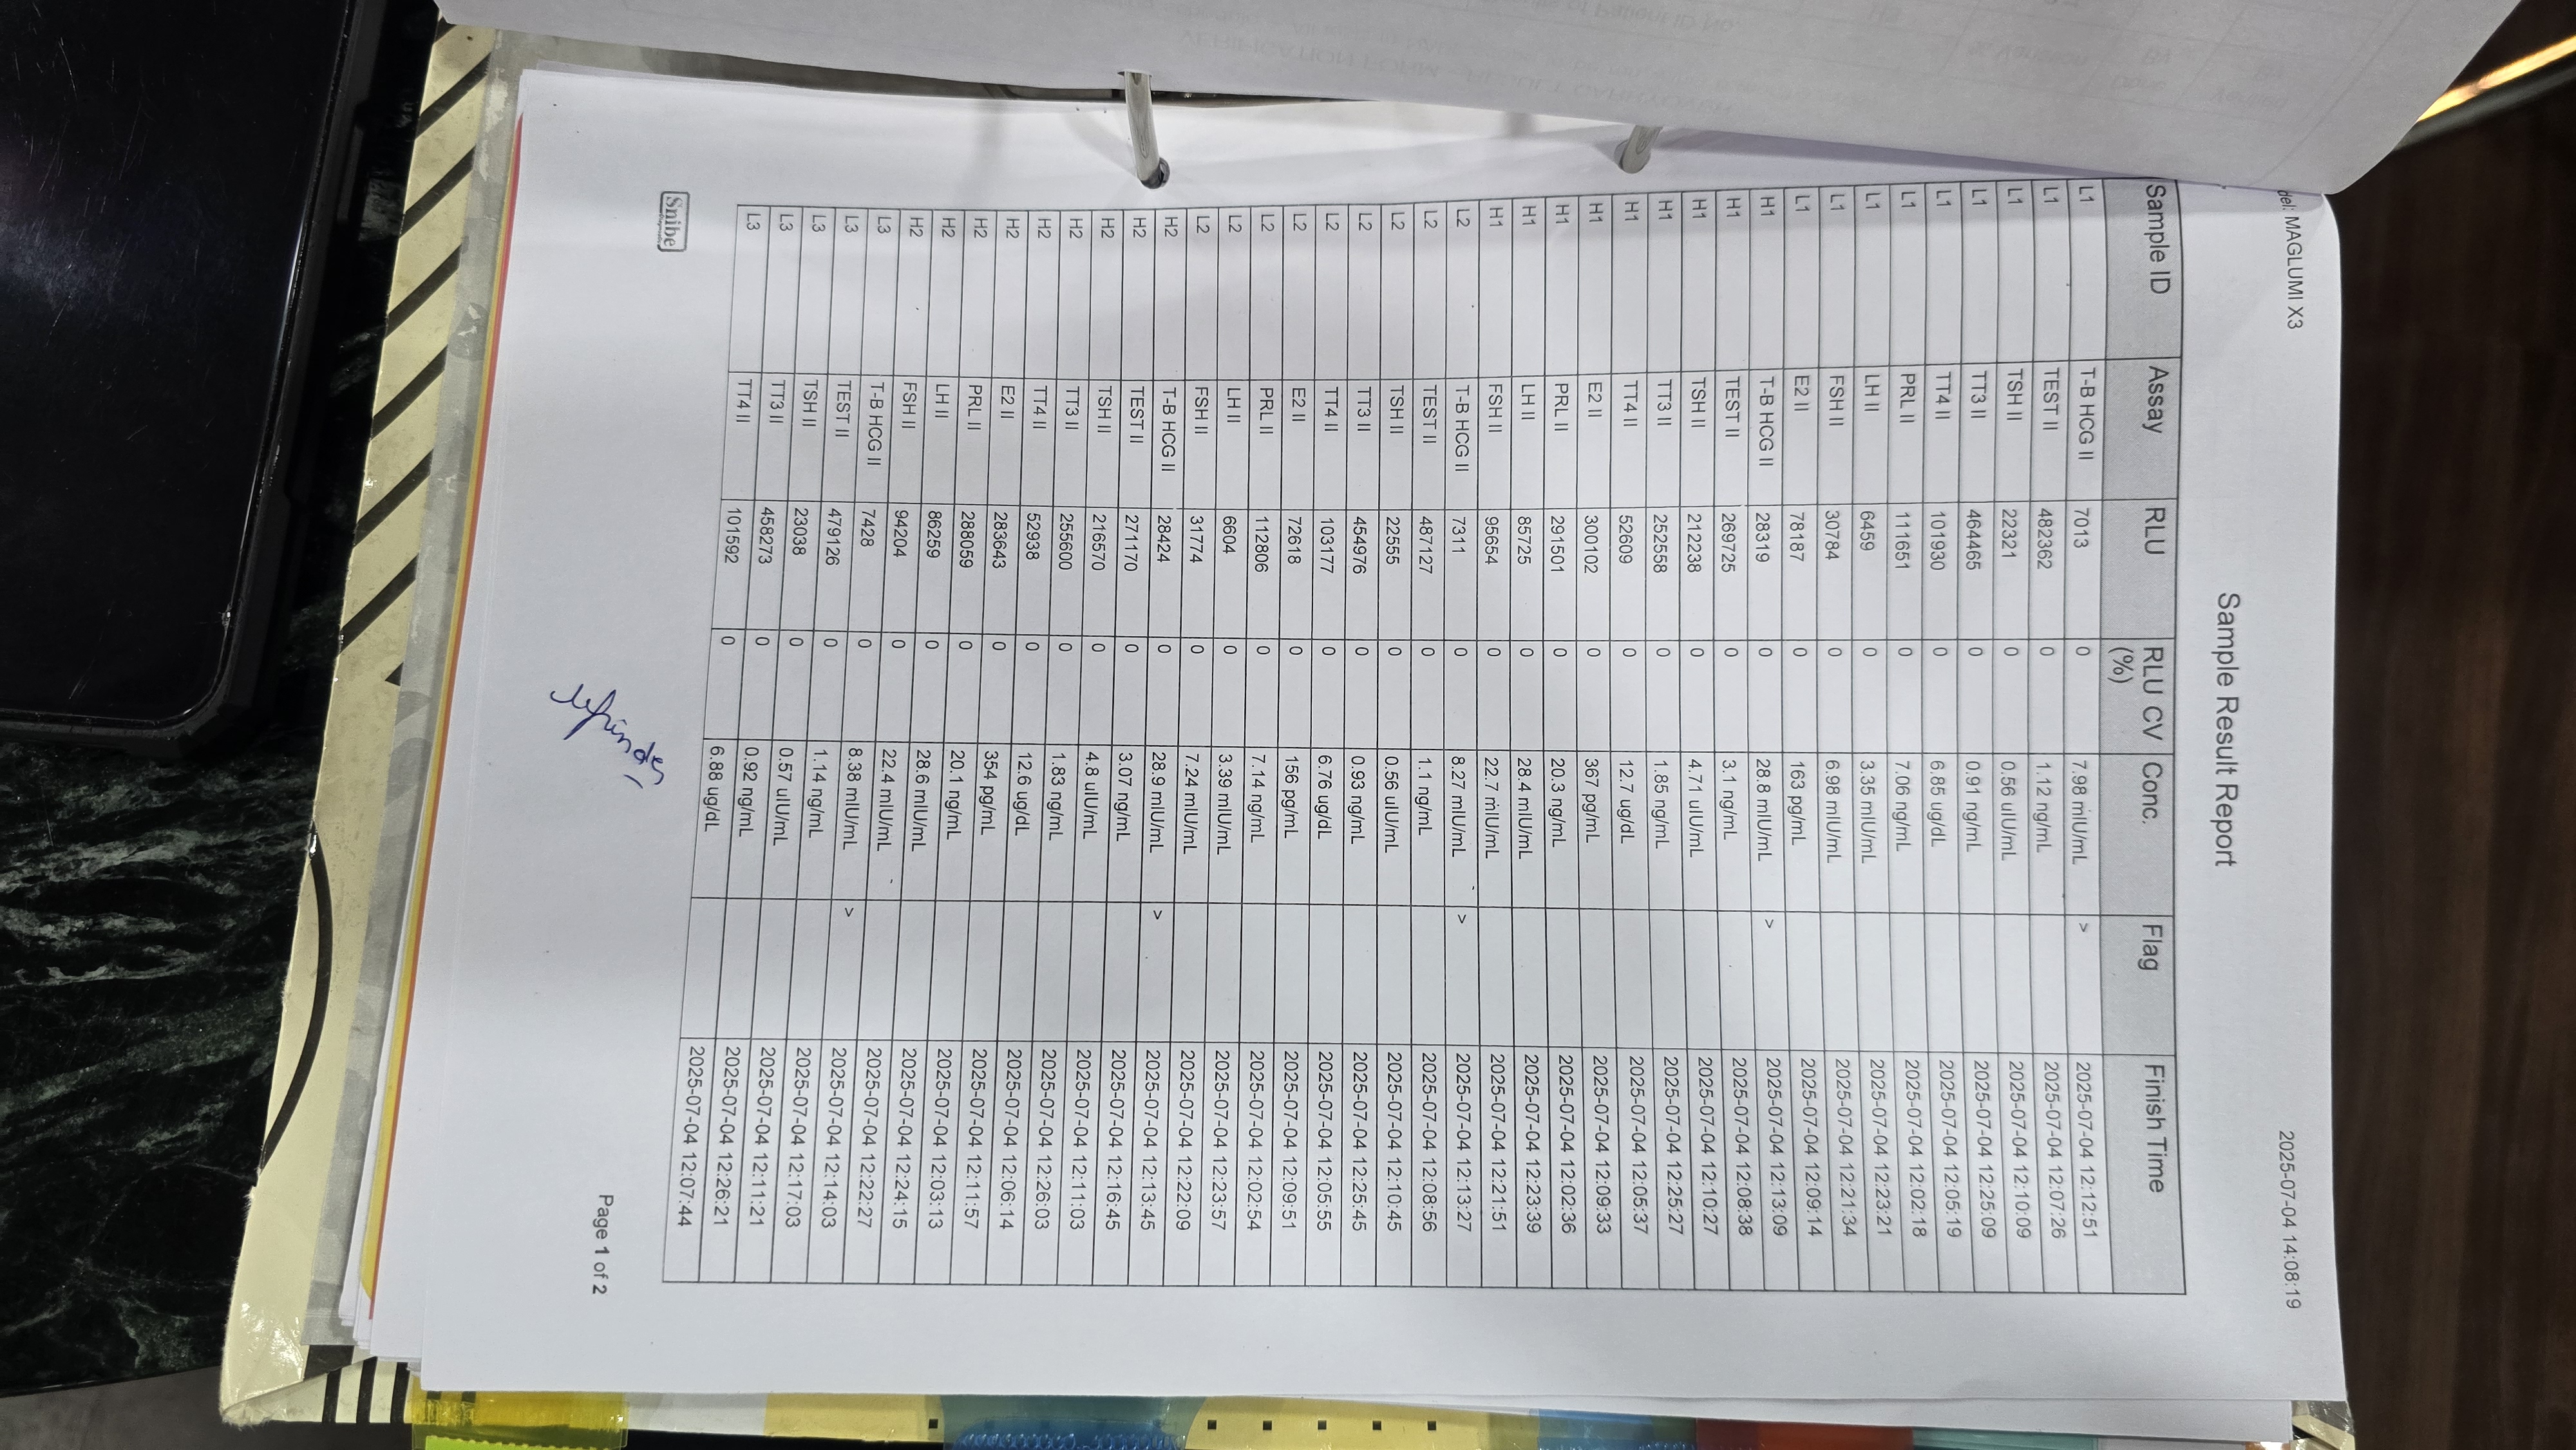 del: MAGLUMI X3 2025-07-04 14:08:19
Sample Result Report
Sample ID Assay RLU RLU CV (%) Conc. Flag Finish Time
L1 T-B HCG II 7013 0 7.98 mIU/mL > 2025-07-04 12:12:51
L1 TEST II 482362 0 1.12 ng/mL 2025-07-04 12:07:26
L1 TSH II 22321 0 0.56 uIU/mL 2025-07-04 12:10:09
L1 TT3 II 464465 0 0.91 ng/mL 2025-07-04 12:25:09
L1 TT4 II 101930 0 6.85 ug/dL 2025-07-04 12:05:19
L1 PRL II 111651 0 7.06 ng/mL 2025-07-04 12:02:18
L1 LH II 6459 0 3.35 mIU/mL 2025-07-04 12:23:21
L1 FSH II 30784 0 6.98 mIU/mL 2025-07-04 12:21:34
L1 E2 II 78187 0 163 pg/mL 2025-07-04 12:09:14
H1 T-B HCG II 28319 0 28.8 mIU/mL > 2025-07-04 12:13:09
H1 TEST II 269725 0 3.1 ng/mL 2025-07-04 12:08:38
H1 TSH II 212238 0 4.71 uIU/mL 2025-07-04 12:10:27
H1 TT3 II 252558 0 1.85 ng/mL 2025-07-04 12:25:27
H1 TT4 II 52609 0 12.7 ug/dL 2025-07-04 12:05:37
H1 E2 II 300102 0 367 pg/mL 2025-07-04 12:09:33
H1 PRL II 291501 0 20.3 ng/mL 2025-07-04 12:02:36
H1 LH II 85725 0 28.4 mIU/mL 2025-07-04 12:23:39
H1 FSH II 95654 0 22.7 mIU/mL 2025-07-04 12:21:51
L2 T-B HCG II 7311 0 8.27 mIU/mL > 2025-07-04 12:13:27
L2 TEST II 487127 0 1.1 ng/mL 2025-07-04 12:08:56
L2 TSH II 22555 0 0.56 uIU/mL 2025-07-04 12:10:45
L2 TT3 II 454976 0 0.93 ng/mL 2025-07-04 12:25:45
L2 TT4 II 103177 0 6.76 ug/dL 2025-07-04 12:05:55
L2 E2 II 72618 0 156 pg/mL 2025-07-04 12:09:51
L2 PRL II 112806 0 7.14 ng/mL 2025-07-04 12:02:54
L2 LH II 6604 0 3.39 mIU/mL 2025-07-04 12:23:57
L2 FSH II 31774 0 7.24 mIU/mL 2025-07-04 12:22:09
H2 T-B HCG II 28424 0 28.9 mIU/mL > 2025-07-04 12:13:45
H2 TEST II 271170 0 3.07 ng/mL 2025-07-04 12:16:45
H2 TSH II 216570 0 4.8 uIU/mL 2025-07-04 12:11:03
H2 TT3 II 255600 0 1.83 ng/mL 2025-07-04 12:26:03
H2 TT4 II 52938 0 12.6 ug/dL 2025-07-04 12:06:14
H2 E2 II 283643 0 354 pg/mL 2025-07-04 12:11:57
H2 PRL II 288059 0 20.1 ng/mL 2025-07-04 12:03:13
H2 LH II 86259 0 28.6 mIU/mL 2025-07-04 12:24:15
H2 FSH II 94204 0 22.4 mIU/mL 2025-07-04 12:22:27
L3 T-B HCG II 7428 0 8.38 mIU/mL > 2025-07-04 12:14:03
L3 TEST II 479126 0 1.14 ng/mL 2025-07-04 12:17:03
L3 TSH II 23038 0 0.57 uIU/mL 2025-07-04 12:11:21
L3 TT3 II 458273 0 0.92 ng/mL 2025-07-04 12:26:21
L3 TT4 II 101592 0 6.88 ug/dL 2025-07-04 12:07:44
Snibe
Page 1 of 2